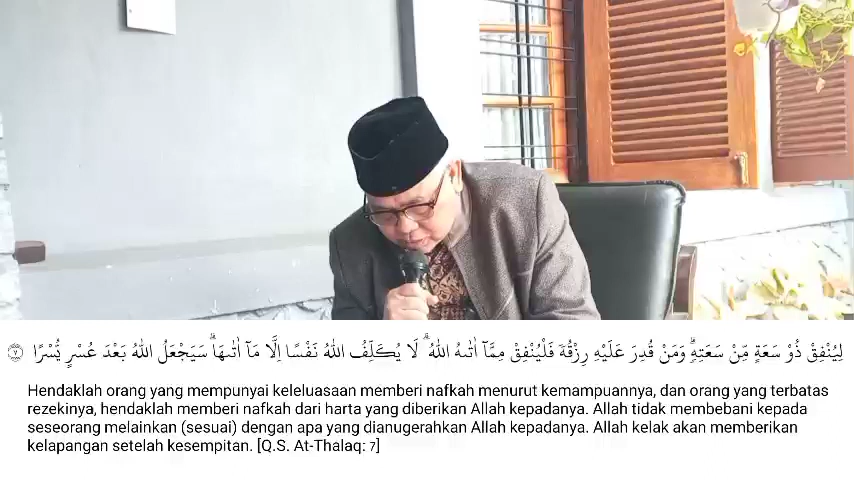 لِيُنْفِقْ ذُوْ سَعَةٍ مِّنْ سَعَتِهٖۗ وَمَنْ قُدِرَ عَلَيْهِ رِزْقُهٗ فَلْيُنْفِقْ مِمَّآ اٰتٰىهُ اللّٰهُ ۗ لَا يُكَلِّفُ اللّٰهُ نَفْسًا اِلَّا مَآ اٰتٰىهَاۗ سَيَجْعَلُ اللّٰهُ بَعْدَ عُسْرٍ يُّسْرًا ۝٧
Hendaklah orang yang mempunyai keleluasaan memberi nafkah menurut kemampuannya, dan orang yang terbatas
rezekinya, hendaklah memberi nafkah dari harta yang diberikan Allah kepadanya. Allah tidak membebani kepada
seseorang melainkan (sesuai) dengan apa yang dianugerahkan Allah kepadanya. Allah kelak akan memberikan
kelapangan setelah kesempitan. [Q.S. At-Thalaq: 7]